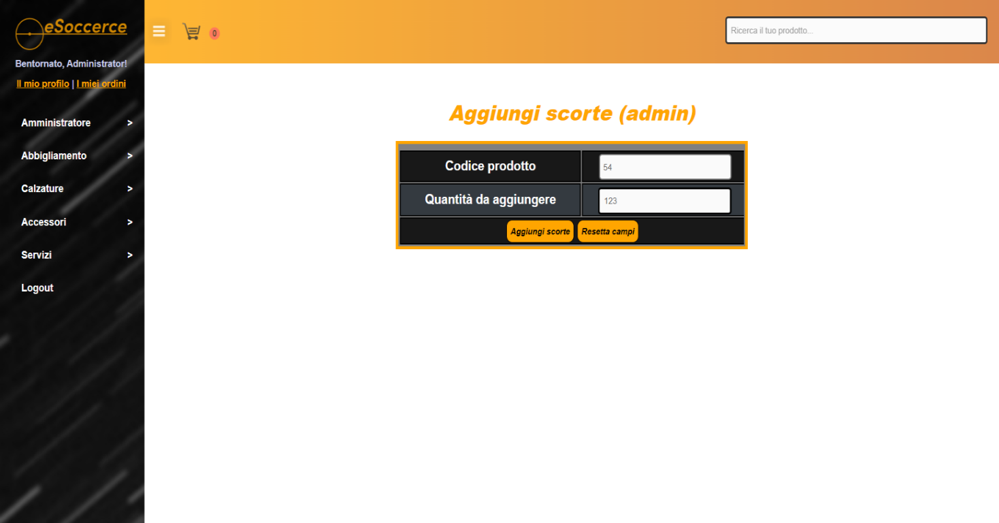 eSoccerce
Bentornato, Administrator!
Il mio profilo | I miei ordini
Amministratore >
Abbigliamento >
Calzature >
Accessori >
Servizi >
Logout
0
Ricerca il tuo prodotto...
Aggiungi scorte (admin)
Codice prodotto 54
Quantità da aggiungere 123
Aggiungi scorte Resetta campi